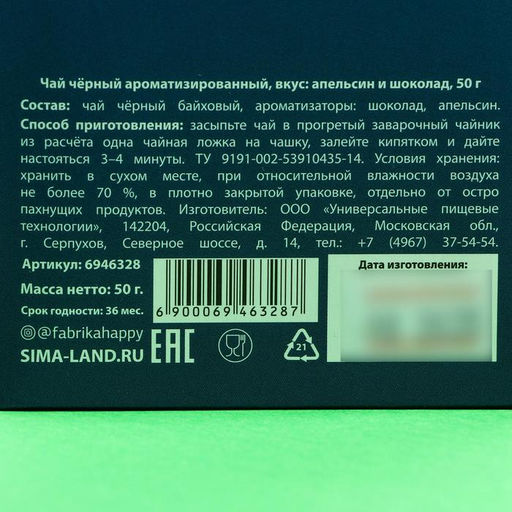 Чай чёрный ароматизированный, вкус: апельсин и шоколад, 50 г
Состав: чай чёрный байховый, ароматизаторы: шоколад, апельсин.
Способ приготовления: засыпьте чай в прогретый заварочный чайник
из расчёта одна чайная ложка на чашку, залейте кипятком и дайте
настояться 3–4 минуты. ТУ 9191-002-53910435-14. Условия хранения:
хранить в сухом месте, при относительной влажности воздуха
не более 70 %, в плотно закрытой упаковке, отдельно от остро
пахнущих продуктов. Изготовитель: ООО «Универсальные пищевые
технологии», 142204, Российская Федерация, Московская обл.,
г. Серпухов, Северное шоссе, д. 14, тел.: +7 (4967) 37-54-54.
Артикул: 6946328
Масса нетто: 50 г.
Срок годности: 36 мес.
@fabrikahappy
SIMA-LAND.RU
6 900069 463287
EAC
21
Дата изготовления: